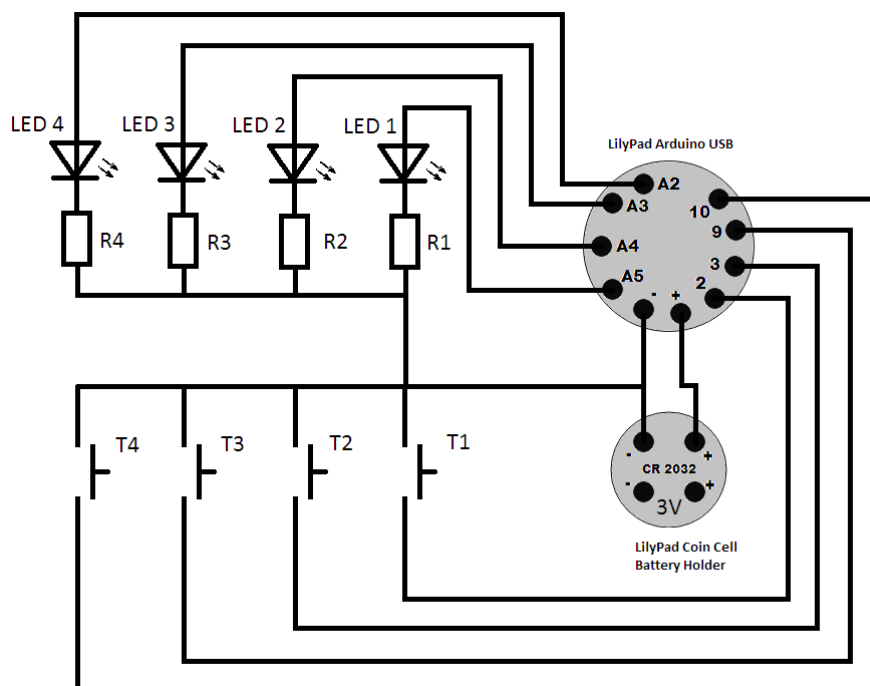 LED 4
LED 3
LED 2
LED 1
LilyPad Arduino USB
A2
10
A3
9
R4
R3
R2
R1
A4
3
A5
2
- +
T4
T3
T2
T1
- +
CR 2032
- +
3V
LilyPad Coin Cell
Battery Holder